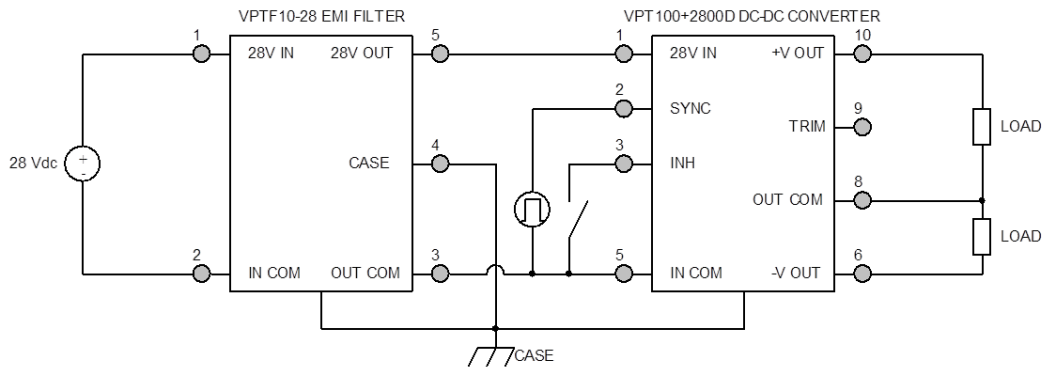 VPTF10-28 EMI FILTER
VPT100+2800D DC-DC CONVERTER
1
5
1
10
28V IN
28V OUT
28V IN
+V OUT
2
SYNC
9
TRIM
LOAD
28 Vdc
+
-
4
CASE
3
INH
8
OUT COM
LOAD
2
3
5
6
IN COM
OUT COM
IN COM
-V OUT
CASE